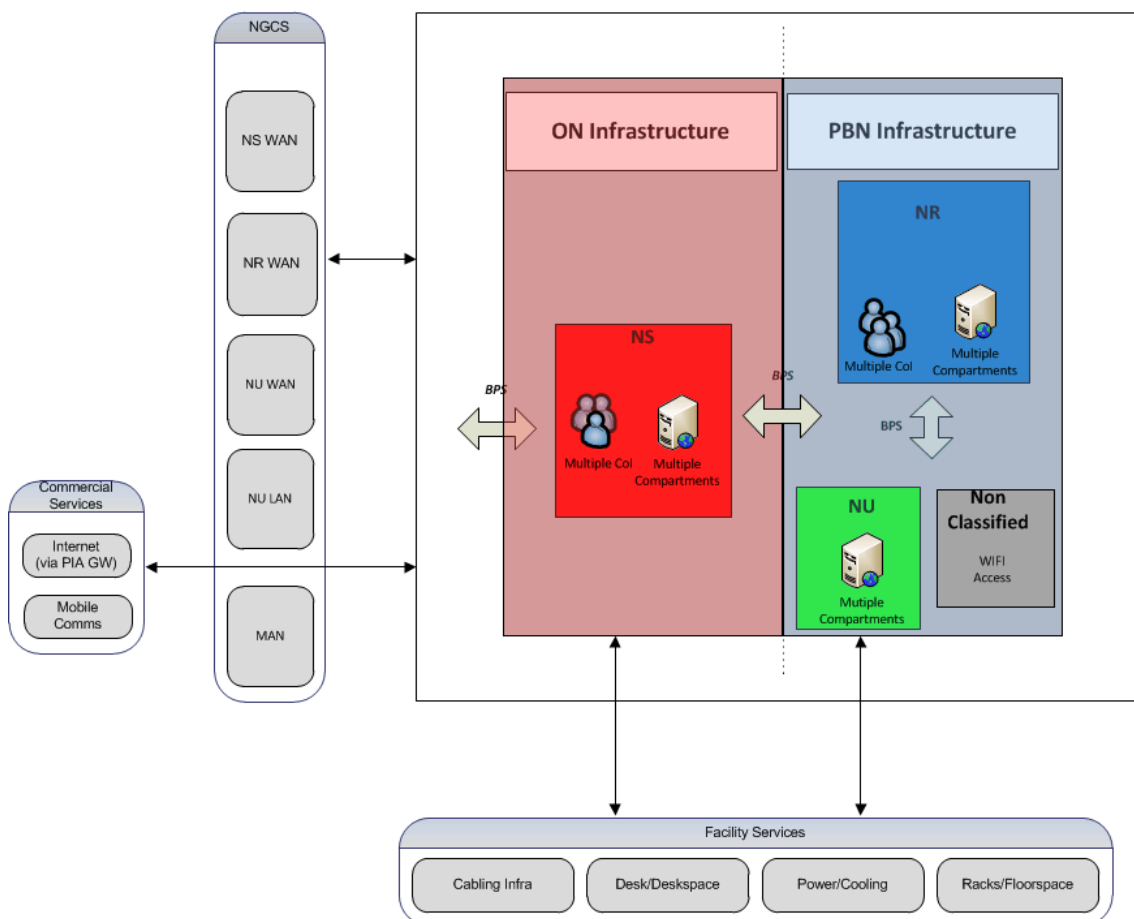 NGCS
NS WAN
NR WAN
NU WAN
NU LAN
MAN
Commercial
Services
Internet
(via PIA GW)
Mobile
Comms
ON Infrastructure
PBN Infrastructure
NR
Multiple CoI
Multiple
Compartments
NS
Multiple CoI
Multiple
Compartments
BPS
BPS
BPS
NU
Mutiple
Compartments
Non
Classified
WIFI
Access
Facility Services
Cabling Infra
Desk/Deskspace
Power/Cooling
Racks/Floorspace